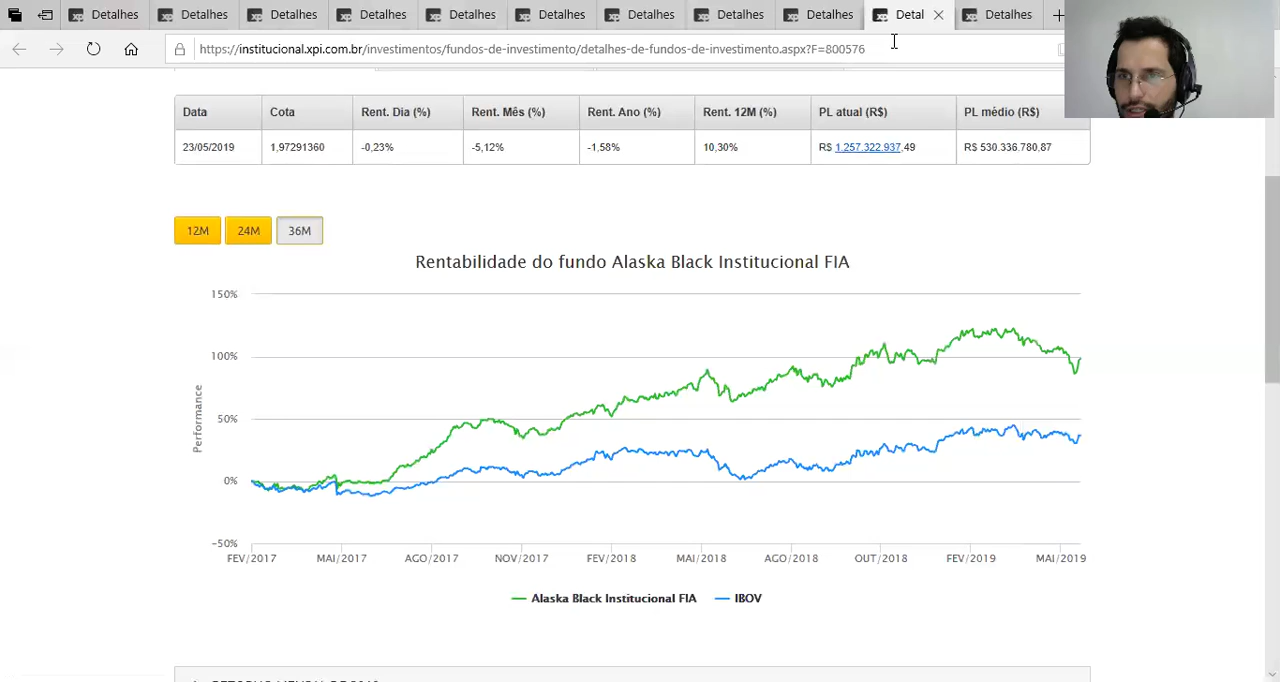 Detalhes Detalhes Detalhes Detalhes Detalhes Detalhes Detalhes Detalhes Detalhes Detal Detalhes
https://institucional.xpi.com.br/investimentos/fundos-de-investimento/detalhes-de-fundos-de-investimento.aspx?F=800576
Data Cota Rent. Dia (%) Rent. Mês (%) Rent. Ano (%) Rent. 12M (%) PL atual (R$) PL médio (R$)
23/05/2019 1,97291360 -0,23% -5,12% -1,58% 10,30% R$ 1.257.322.937,49 R$ 530.336.780,87
12M 24M 36M
Rentabilidade do fundo Alaska Black Institucional FIA
150%
100%
50%
0%
-50%
Performance
FEV/2017 MAI/2017 AGO/2017 NOV/2017 FEV/2018 MAI/2018 AGO/2018 OUT/2018 FEV/2019 MAI/2019
Alaska Black Institucional FIA IBOV